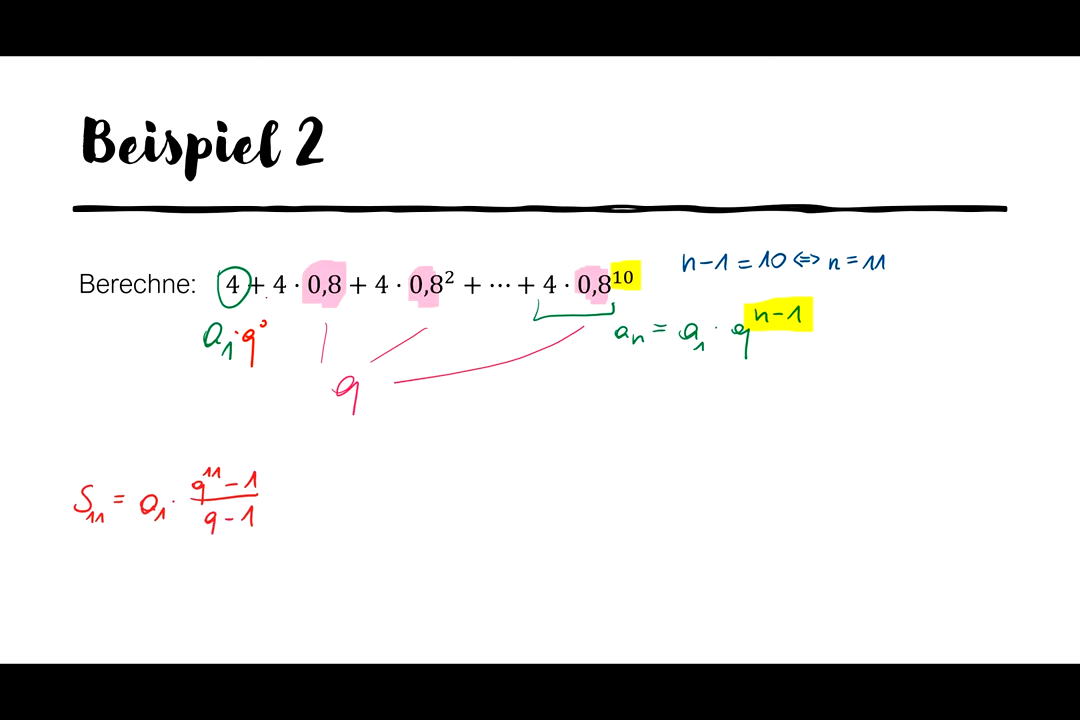 Beispiel 2
Berechne: 4 + 4 · 0,8 + 4 · 0,8² + ⋯ + 4 · 0,8¹⁰
n-1 = 10 ⇔ n = 11
a₁ · q⁰
aₙ = a₁ · qⁿ⁻¹
q
S₁₁ = a₁ · (q¹¹ - 1)/(q - 1)